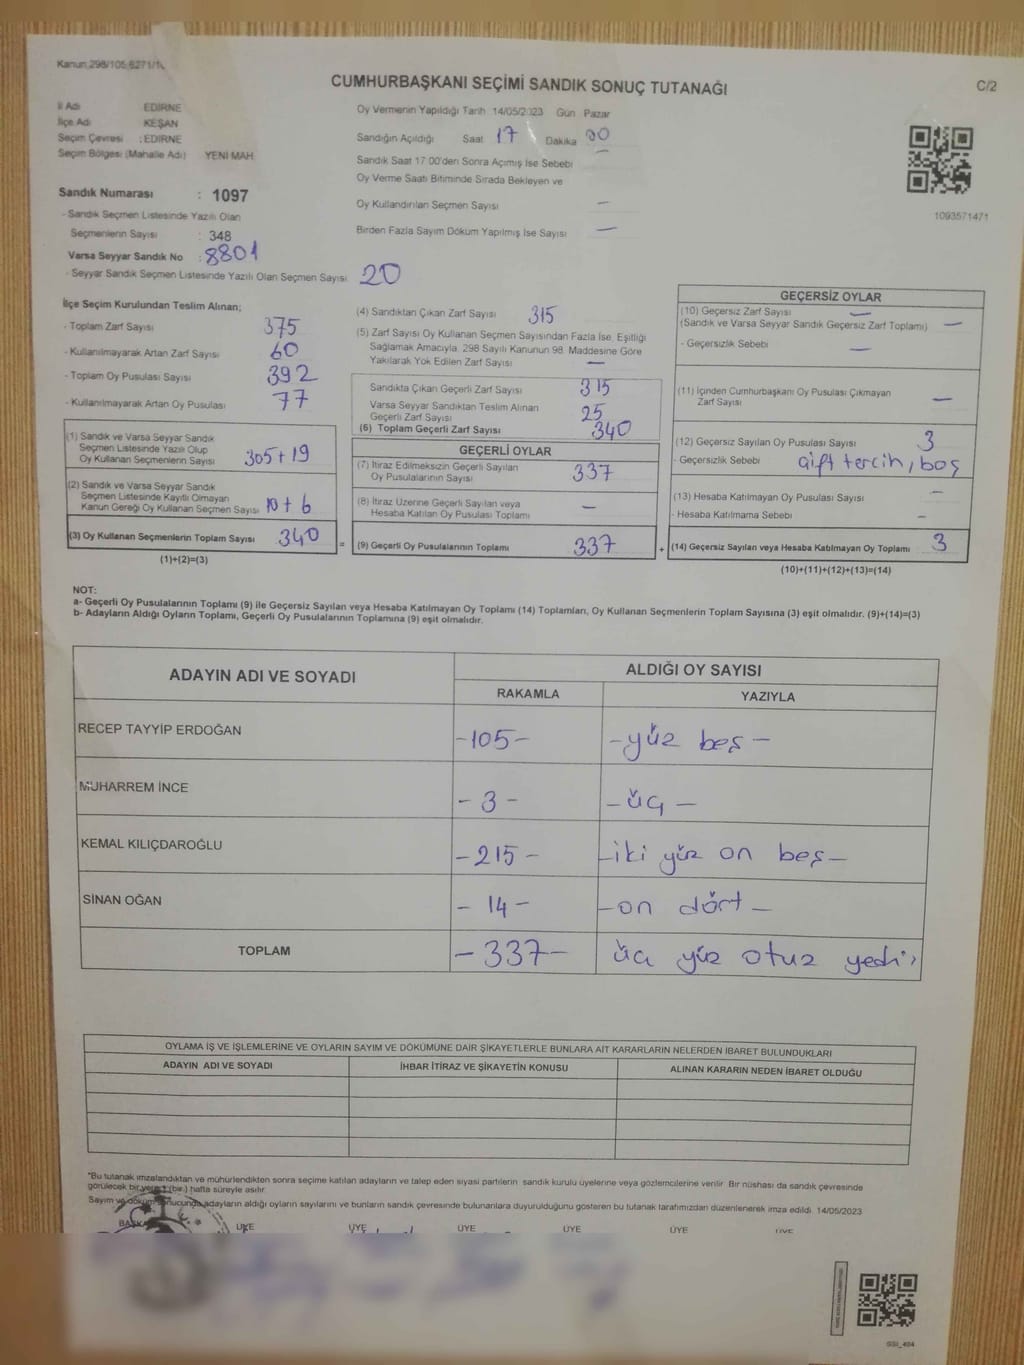 Kanun 298/105 6271/1
CUMHURBAŞKANI SEÇİMİ SANDIK SONUÇ TUTANAĞI
C/2
İl Adı EDİRNE
İlçe Adı : KEŞAN
Seçim Çevresi : EDİRNE
Seçim Bölgesi (Mahalle Adı) YENİ MAH
Oy Vermenin Yapıldığı Tarih 14/05/2023 Gün Pazar
Sandığın Açıldığı Saat 17 Dakika 00
Sandık Saat 17 00'den Sonra Açımış İse Sebebi —
Oy Verme Saati Bitiminde Sırada Bekleyen ve
Oy Kullandırılan Seçmen Sayısı —
Birden Fazla Sayım Döküm Yapılmış İse Sayısı —
1093571471
Sandık Numarası : 1097
- Sandık Seçmen Listesinde Yazılı Olan
Seçmenlerin Sayısı : 348
Varsa Seyyar Sandık No : 8801
- Seyyar Sandık Seçmen Listesinde Yazılı Olan Seçmen Sayısı 20
İlçe Seçim Kurulundan Teslim Alınan;
- Toplam Zarf Sayısı 375
- Kullanılmayarak Artan Zarf Sayısı 60
- Toplam Oy Pusulası Sayısı 392
- Kullanılmayarak Artan Oy Pusulası 77
(1) Sandık ve Varsa Seyyar Sandık
Seçmen Listesinde Yazılı Olup
Oy Kullanan Seçmenlerin Sayısı 305+19
(2) Sandık ve Varsa Seyyar Sandık
Seçmen Listesinde Kayıtlı Olmayan
Kanun Gereği Oy Kullanan Seçmen Sayısı 10+6
(3) Oy Kullanan Seçmenlerin Toplam Sayısı 340
(1)+(2)=(3)
=
(4) Sandıktan Çıkan Zarf Sayısı 315
(5) Zarf Sayısı Oy Kullanan Seçmen Sayısından Fazla İse, Eşitliği
Sağlamak Amacıyla, 298 Sayılı Kanunun 98. Maddesine Göre
Yakılarak Yok Edilen Zarf Sayısı —
Sandıkta Çıkan Geçerli Zarf Sayısı 315
Varsa Seyyar Sandıktan Teslim Alınan
Geçerli Zarf Sayısı 25
(6) Toplam Geçerli Zarf Sayısı 340
GEÇERLİ OYLAR
(7) İtiraz Edilmeksizin Geçerli Sayılan
Oy Pusulalarının Sayısı 337
(8) İtiraz Üzerine Geçerli Sayılan veya
Hesaba Katılan Oy Pusulası Toplamı —
(9) Geçerli Oy Pusulalarının Toplamı 337
+
GEÇERSİZ OYLAR
(10) Geçersiz Zarf Sayısı —
(Sandık ve Varsa Seyyar Sandık Geçersiz Zarf Toplamı) —
- Geçersizlik Sebebi —
(11) İçinden Cumhurbaşkanı Oy Pusulası Çıkmayan
Zarf Sayısı —
(12) Geçersiz Sayılan Oy Pusulası Sayısı 3
- Geçersizlik Sebebi çift tercih, boş
(13) Hesaba Katılmayan Oy Pusulası Sayısı —
- Hesaba Katılmama Sebebi —
(14) Geçersiz Sayılan veya Hesaba Katılmayan Oy Toplamı 3
(10)+(11)+(12)+(13)=(14)
NOT:
a- Geçerli Oy Pusulalarının Toplamı (9) ile Geçersiz Sayılan veya Hesaba Katılmayan Oy Toplamı (14) Toplamları, Oy Kullanan Seçmenlerin Toplam Sayısına (3) eşit olmalıdır. (9)+(14)=(3)
b- Adayların Aldığı Oyların Toplamı, Geçerli Oy Pusulalarının Toplamına (9) eşit olmalıdır.
ADAYIN ADI VE SOYADI
ALDIĞI OY SAYISI
RAKAMLA YAZIYLA
RECEP TAYYİP ERDOĞAN -105- -yüz beş-
MUHARREM İNCE -3- -üç-
KEMAL KILIÇDAROĞLU -215- -iki yüz on beş-
SİNAN OĞAN -14- -on dört-
TOPLAM -337- üç yüz otuz yedi
OYLAMA İŞ VE İŞLEMLERİNE VE OYLARIN SAYIM VE DÖKÜMÜNE DAİR ŞİKAYETLERLE BUNLARA AİT KARARLARIN NELERDEN İBARET BULUNDUKLARI
ADAYIN ADI VE SOYADI İHBAR İTİRAZ VE ŞİKAYETİN KONUSU ALINAN KARARIN NEDEN İBARET OLDUĞU
"Bu tutanak imzalandıktan ve mühürlendikten sonra seçime katılan adayların ve talep eden siyasi partilerin sandık kurulu üyelerine veya gözlemcilerine verilir. Bir nüshası da sandık çevresinde
görülecek bir yere 1 (bir) hafta süreyle asılır.
Sayım ve döküm sonucunda adayların aldığı oyların sayılarını ve bunların sandık çevresinde bulunanlara duyurulduğunu gösteren bu tutanak tarafımızdan düzenlenerek imza edildi. 14/05/2023
BAŞKA ÜYE ÜYE ÜYE ÜYE ÜYE ÜYE